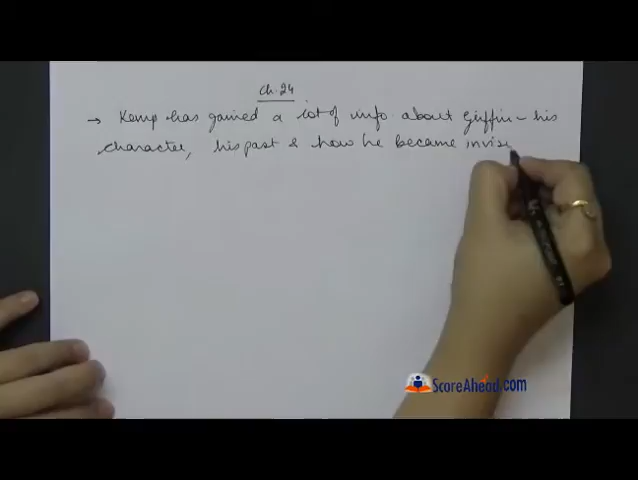 Ch. 24
→ Kemp has gained a lot of info about Griffin - his
character, his past & how he became invisi
ScoreAhead.com